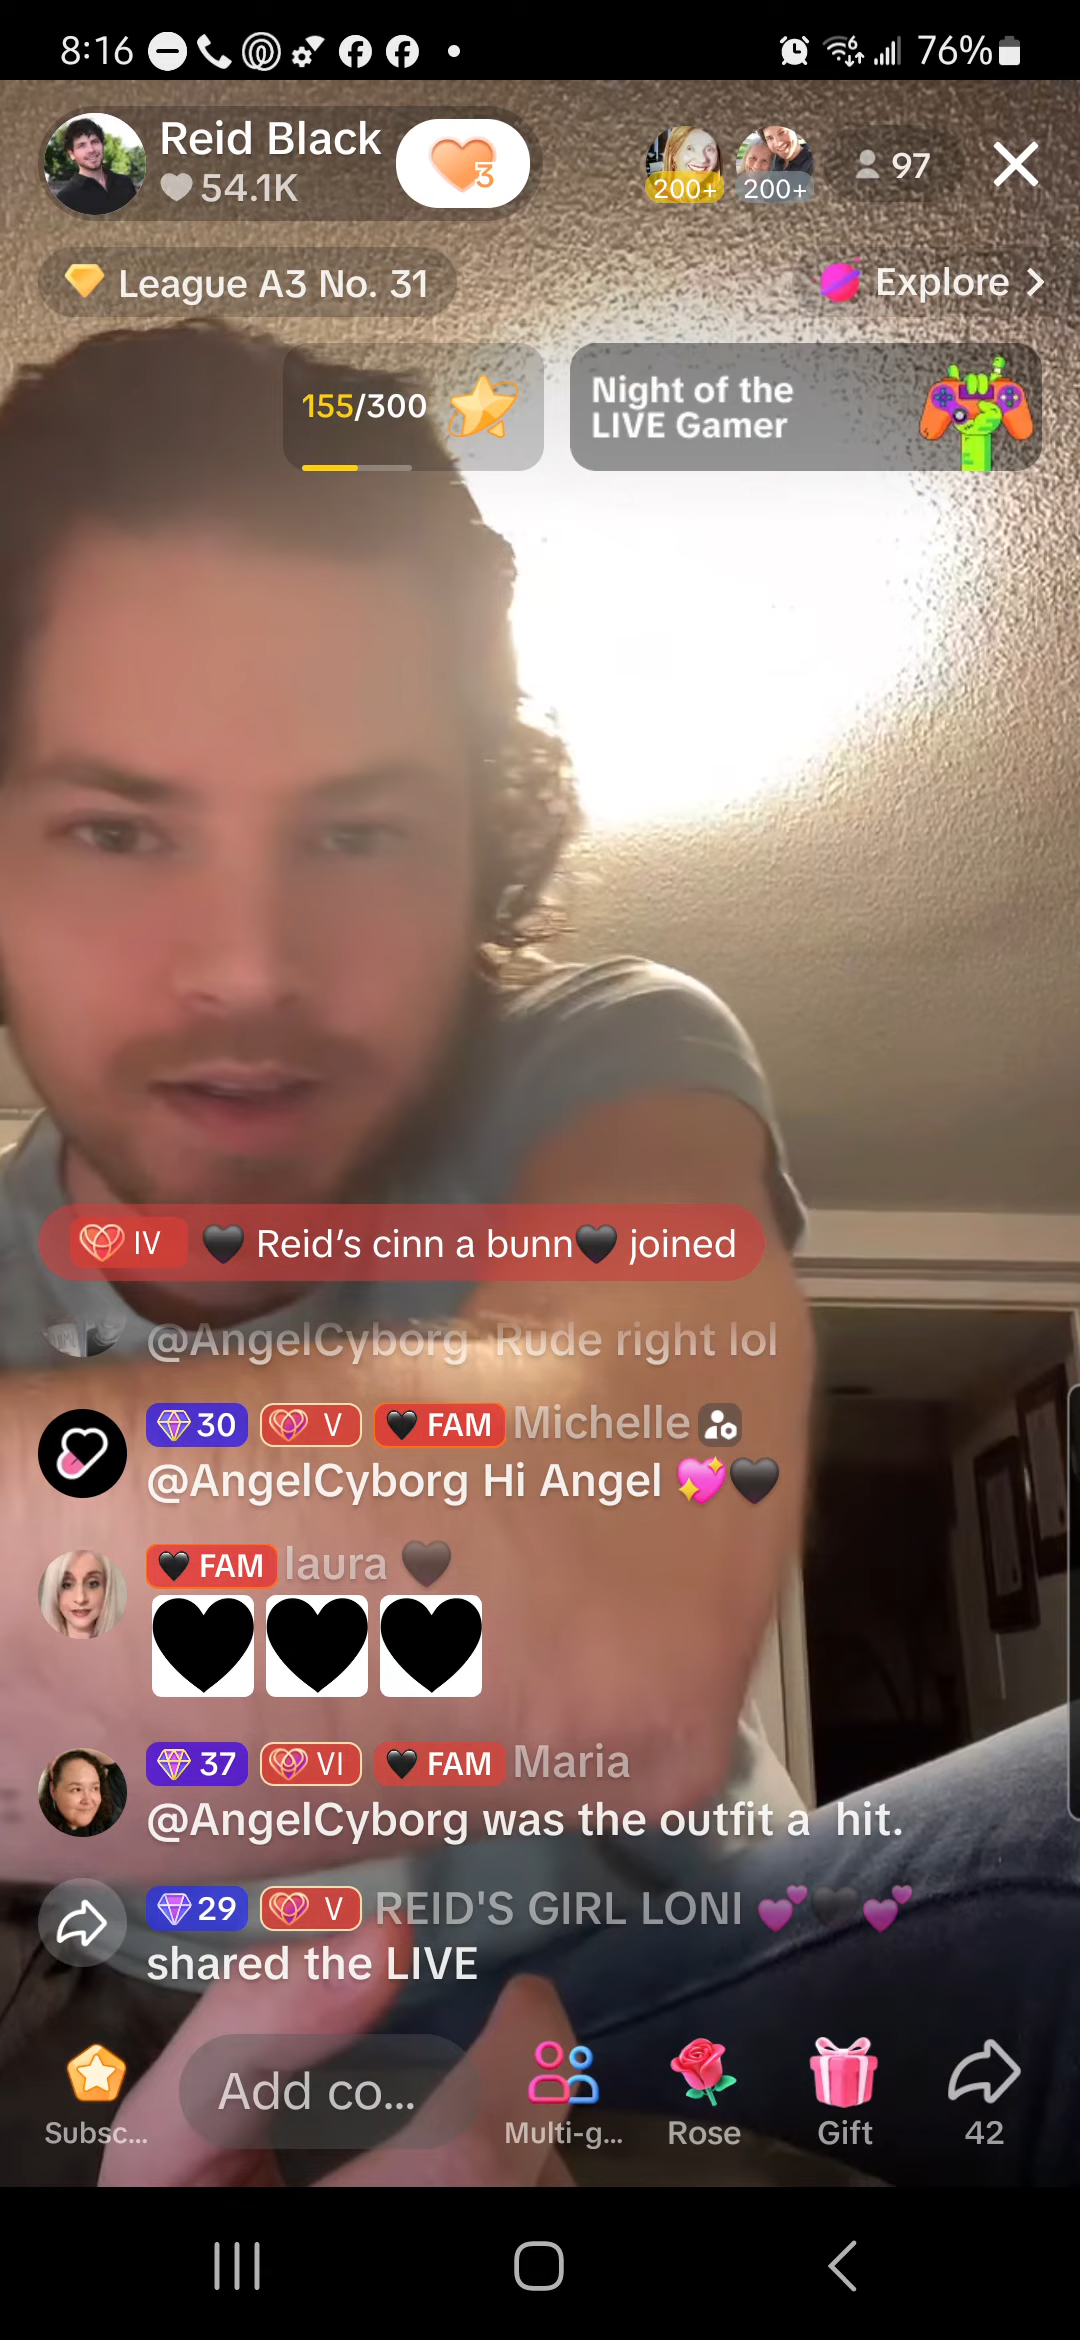 8:16
76%
Reid Black
54.1K
3
200+
200+
97
League A3 No. 31
Explore >
155/300
Night of the
LIVE Gamer
IV 🖤 Reid's cinn a bunn🖤 joined
@AngelCyborg Rude right lol
30 V 🖤 FAM Michelle
@AngelCyborg Hi Angel 💖🖤
🖤 FAM laura 🖤
🖤🖤🖤
37 VI 🖤 FAM Maria
@AngelCyborg was the outfit a hit.
29 V REID'S GIRL LONI 💕🖤💕
shared the LIVE
Add co...
Subsc...
Multi-g...
Rose
Gift
42